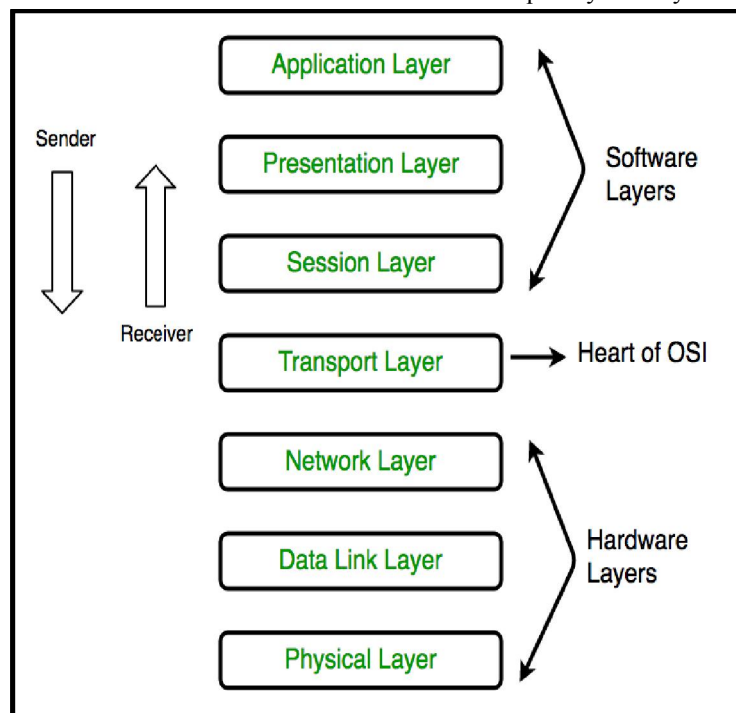 Application Layer
Sender
Presentation Layer
Software
Layers
Session Layer
Receiver
Transport Layer
Heart of OSI
Network Layer
Hardware
Layers
Data Link Layer
Physical Layer